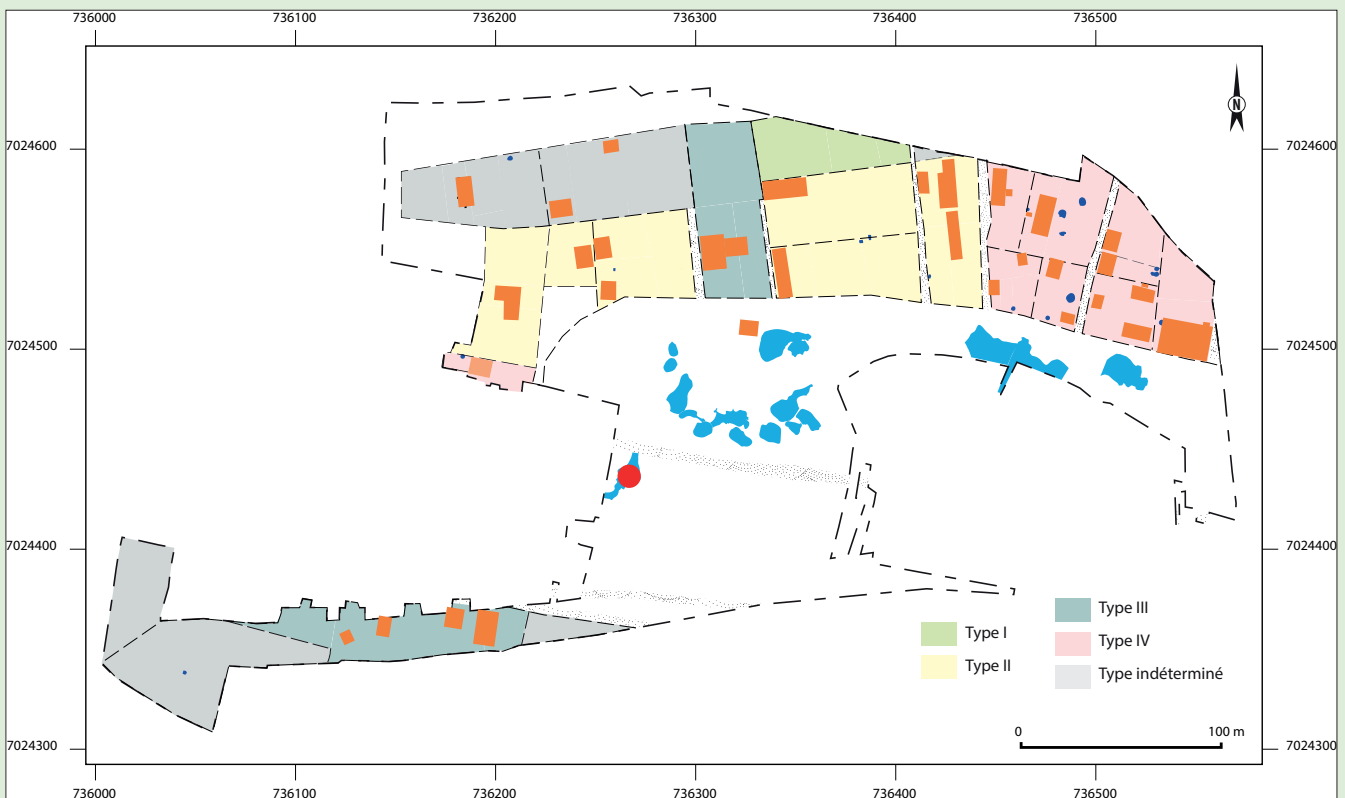 736000 736100 736200 736300 736400 736500
N
7024600 7024600
7024500 7024500
7024400 7024400
Type III
Type I
Type IV
Type II
Type indéterminé
0 100 m
7024300 7024300
736000 736100 736200 736300 736400 736500